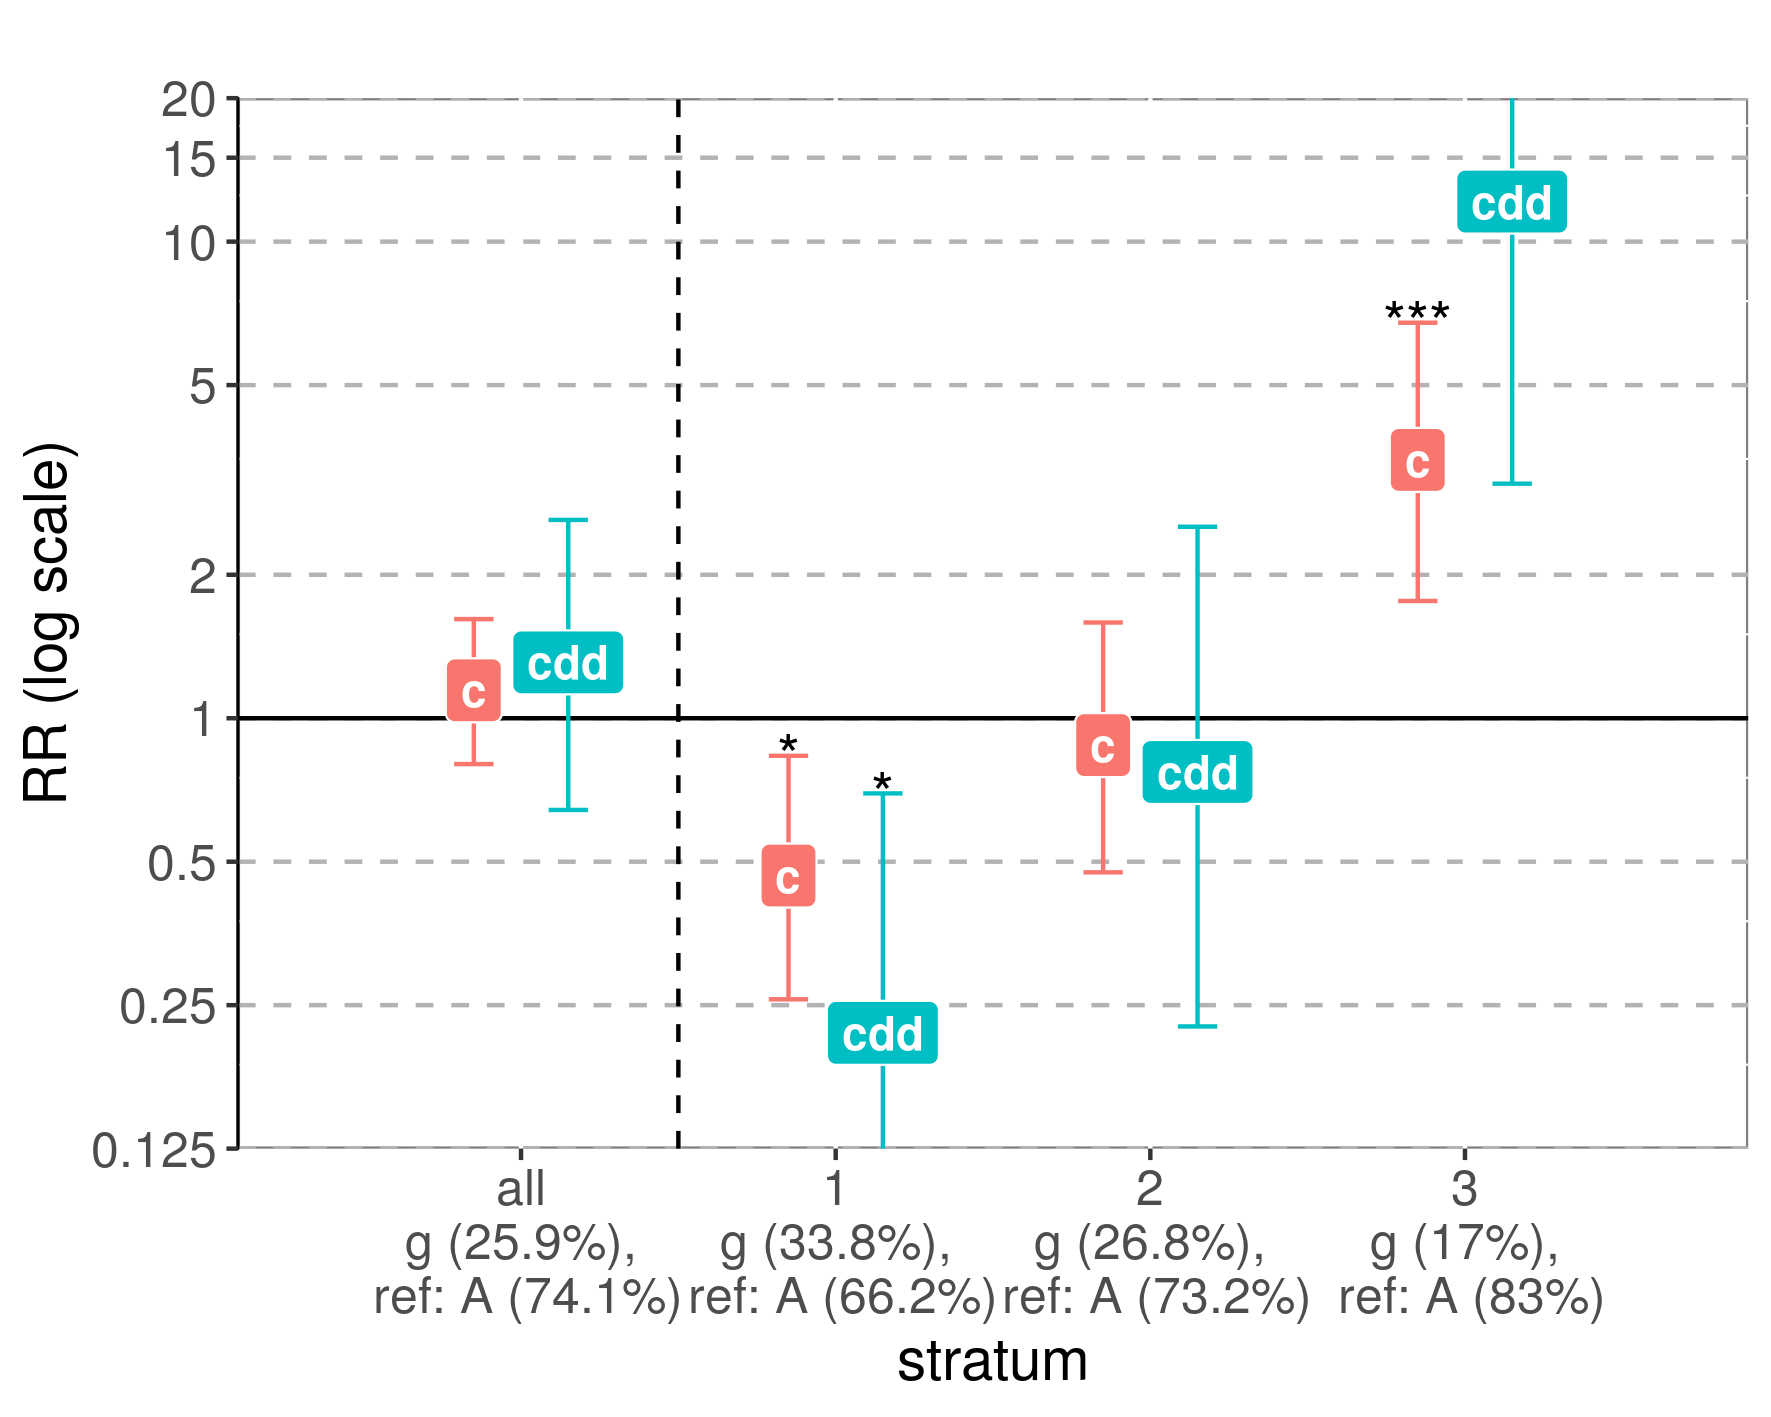 RR (log scale)
20
15
10
5
2
1
0.5
0.25
0.125
c
cdd
*
c
*
cdd
c
cdd
***
c
cdd
all
g (25.9%),
ref: A (74.1%)
1
g (33.8%),
ref: A (66.2%)
2
g (26.8%),
ref: A (73.2%)
3
g (17%),
ref: A (83%)
stratum